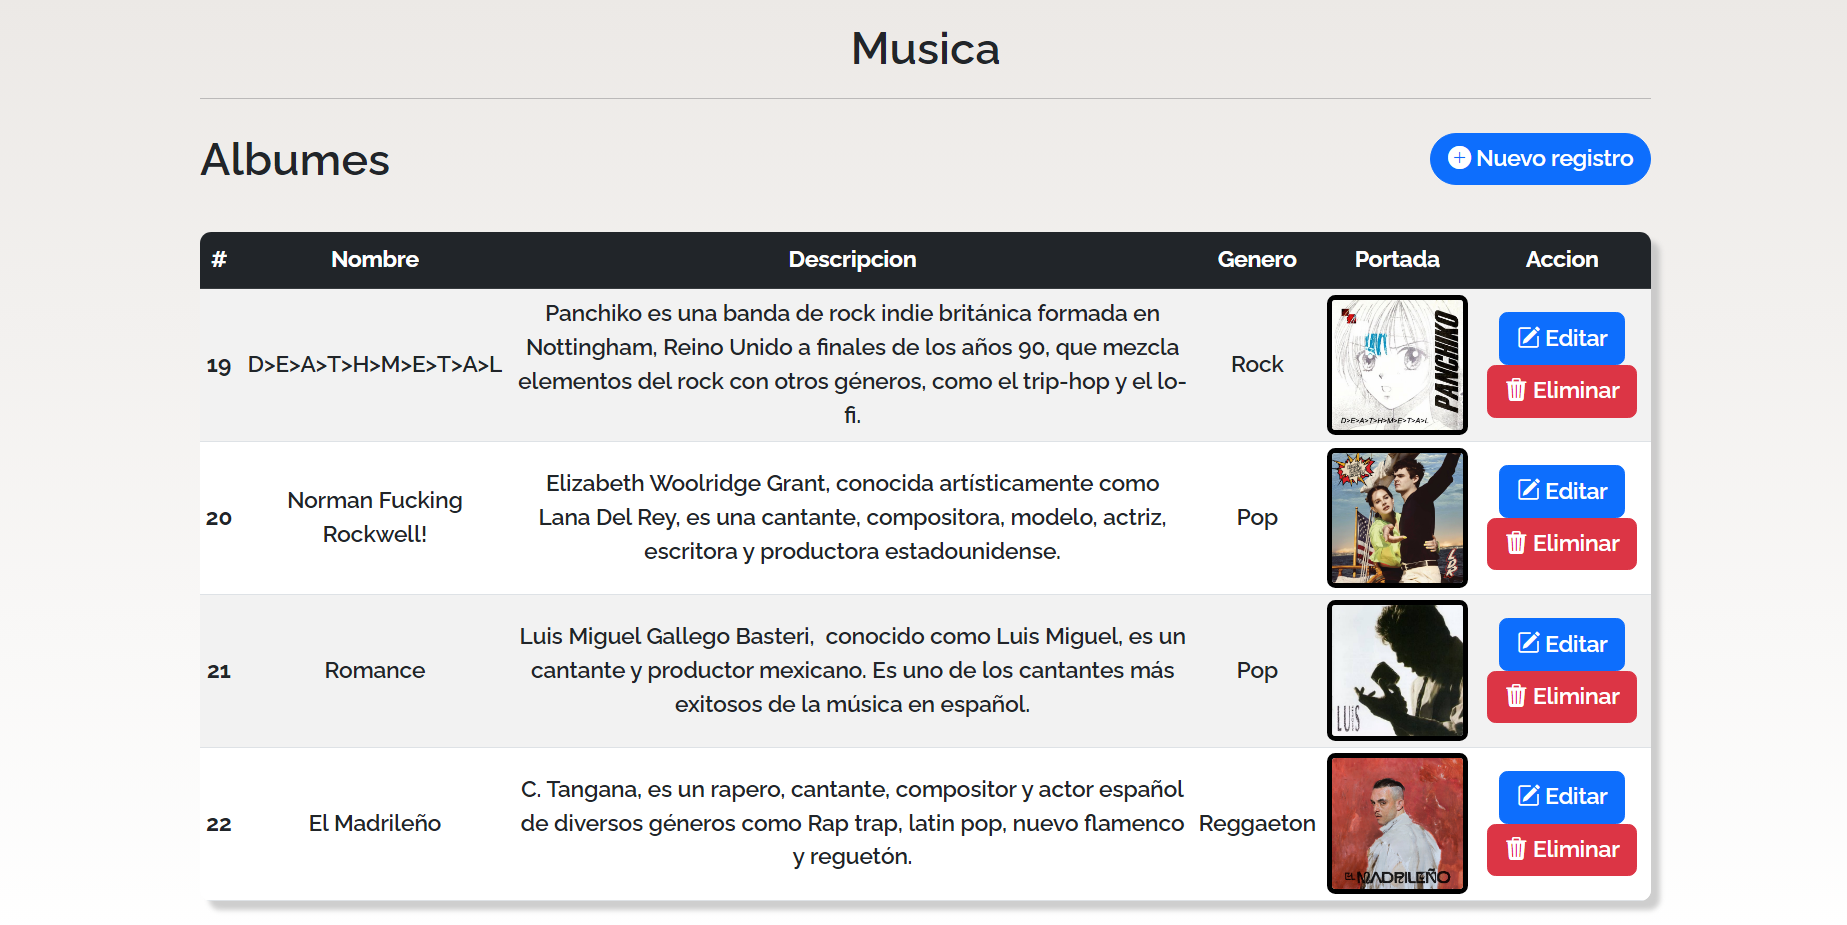 Musica
Albumes
Nuevo registro
# Nombre Descripcion Genero Portada Accion
19 D>E>A>T>H>M>E>T>A>L
Panchiko es una banda de rock indie británica formada en
Nottingham, Reino Unido a finales de los años 90, que mezcla
elementos del rock con otros géneros, como el trip-hop y el lo-
fi.
Rock
PANCHIKO
D>E>A>T>H>M>E>T>A>L
Editar
Eliminar
20
Norman Fucking
Rockwell!
Elizabeth Woolridge Grant, conocida artísticamente como
Lana Del Rey, es una cantante, compositora, modelo, actriz,
escritora y productora estadounidense.
Pop
LDR
Editar
Eliminar
21
Romance
Luis Miguel Gallego Basteri,  conocido como Luis Miguel, es un
cantante y productor mexicano. Es uno de los cantantes más
exitosos de la música en español.
Pop
LUIS
Editar
Eliminar
22
El Madrileño
C. Tangana, es un rapero, cantante, compositor y actor español
de diversos géneros como Rap trap, latin pop, nuevo flamenco
y reguetón.
Reggaeton
EL MADRILEÑO
Editar
Eliminar